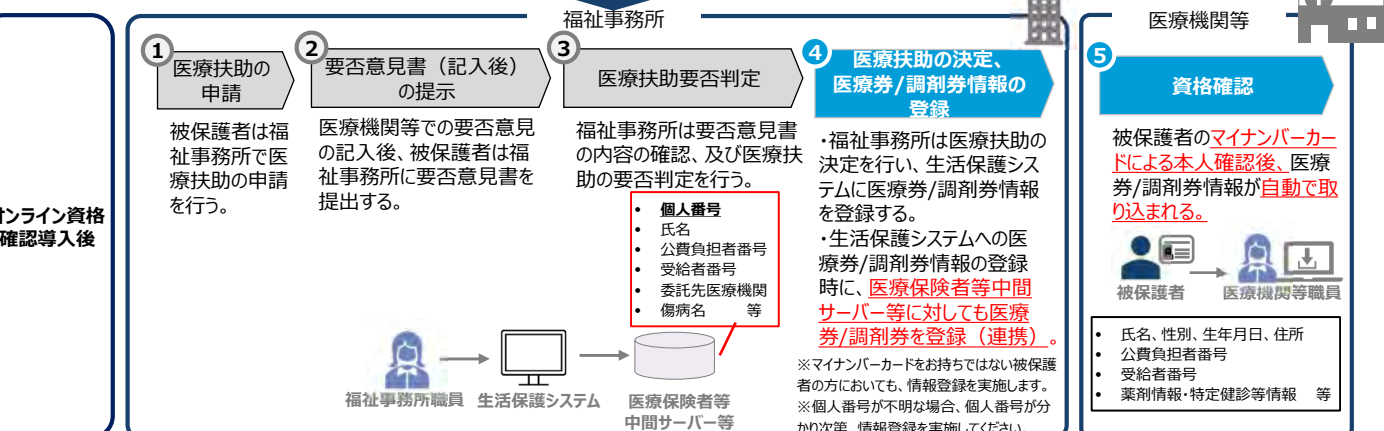 福祉事務所
医療機関等
オンライン資格
確認導入後
1
医療扶助の
申請
被保護者は福
祉事務所で医
療扶助の申請
を行う。
2
要否意見書（記入後）
の提示
医療機関等での要否意見
の記入後、被保護者は福
祉事務所に要否意見書を
提出する。
3
医療扶助要否判定
福祉事務所は要否意見書
の内容の確認、及び医療扶
助の要否判定を行う。
• 個人番号
• 氏名
• 公費負担者番号
• 受給者番号
• 委託先医療機関
• 傷病名　等
福祉事務所職員
生活保護システム
医療保険者等
中間サーバー等
4
医療扶助の決定、
医療券/調剤券情報の
登録
・福祉事務所は医療扶助の
決定を行い、生活保護シス
テムに医療券/調剤券情報
を登録する。
・生活保護システムへの医
療券/調剤券情報の登録
時に、医療保険者等中間
サーバー等に対しても医療
券/調剤券を登録（連携）。
※マイナンバーカードをお持ちではない被保護
者の方においても、情報登録を実施します。
※個人番号が不明な場合、個人番号が分
かり次第、情報登録を実施してください。
5
資格確認
被保護者のマイナンバーカー
ドによる本人確認後、医療
券/調剤券情報が自動で取
り込まれる。
被保護者
医療機関等職員
• 氏名、性別、生年月日、住所
• 公費負担者番号
• 受給者番号
• 薬剤情報・特定健診等情報　等